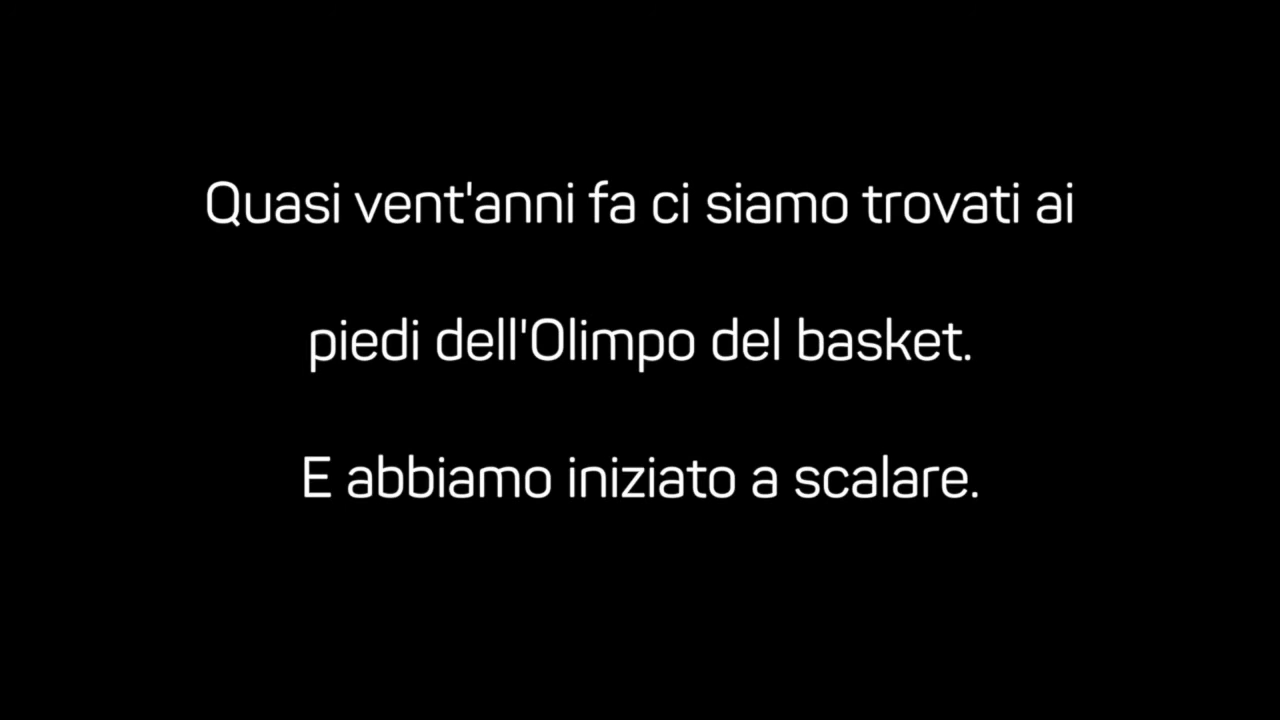 Quasi vent'anni fa ci siamo trovati ai
piedi dell'Olimpo del basket.
E abbiamo iniziato a scalare.